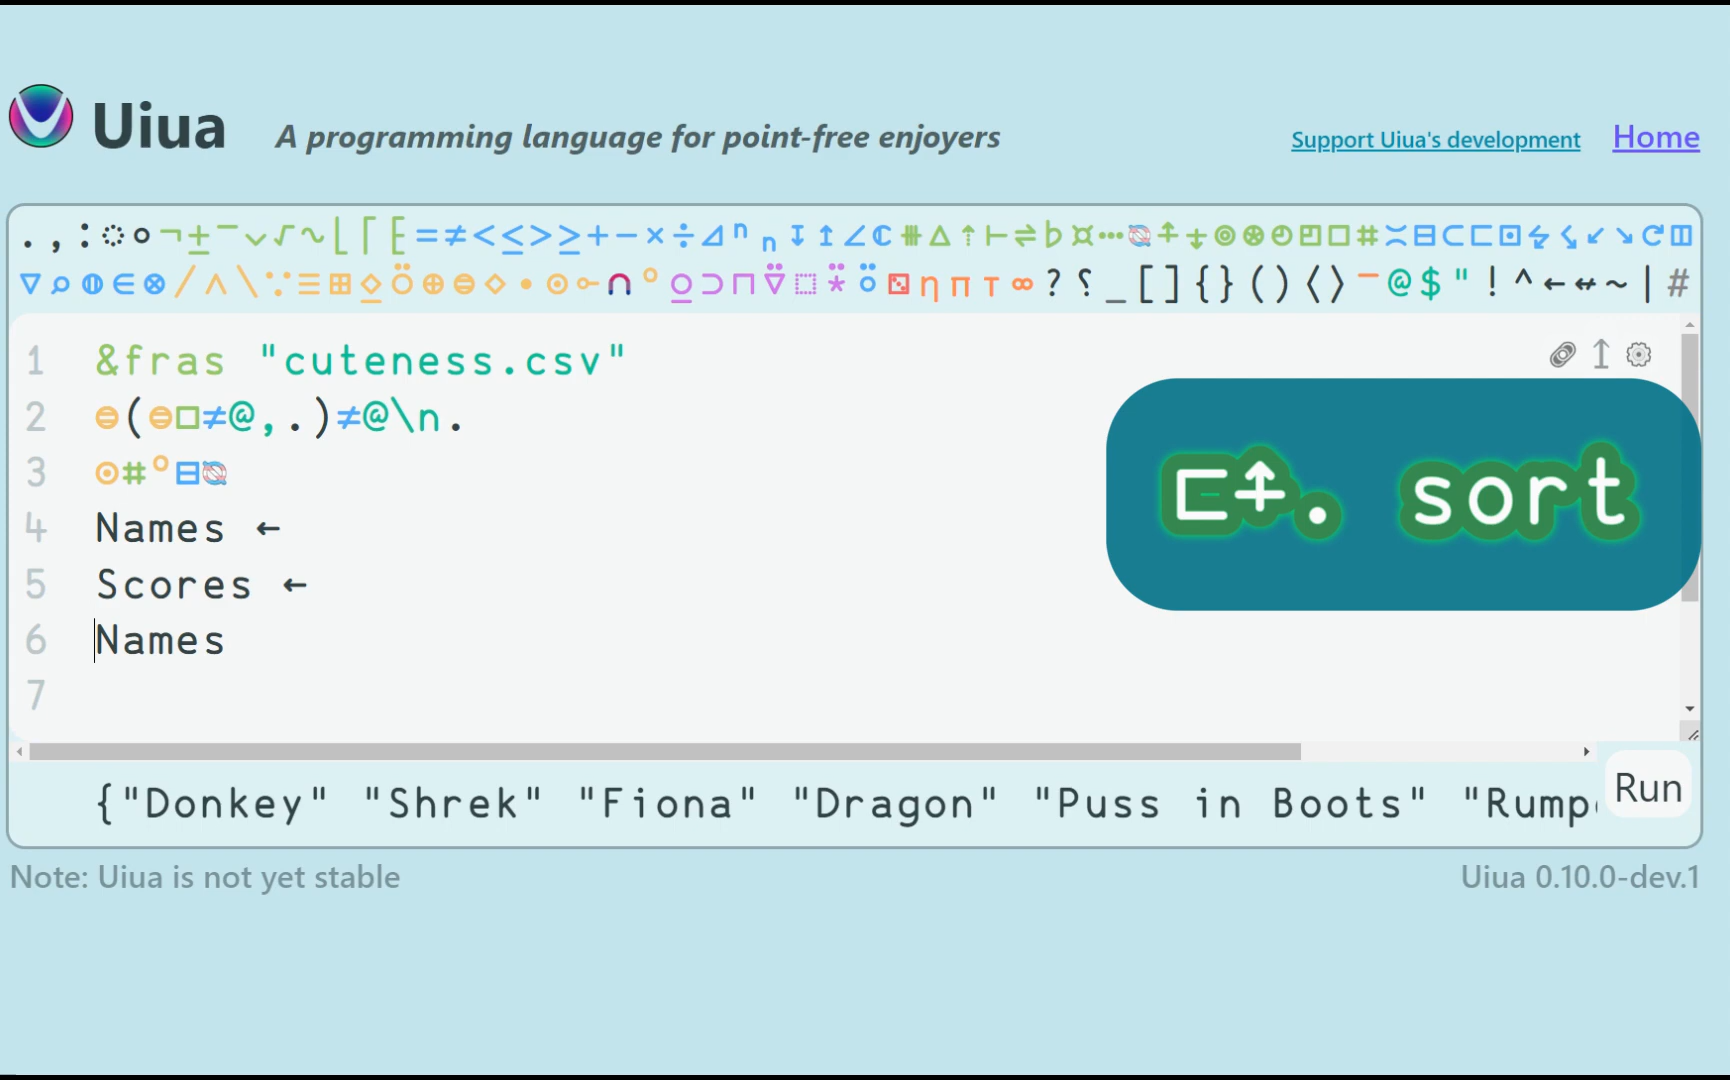 Uiua
A programming language for point-free enjoyers
Support Uiua's development
Home
. , : ◌ ∘ ¬ ± ¯ ⌵ √ ∿ ⌊ ⌈ ⁅ = ≠ < ≤ > ≥ + - × ÷ ◿ ⁿ ₙ ↧ ↥ ∠ ℂ ⧻ △ ⇡ ⊢ ⇌ ♭ ¤ ⋯ ⍉ ⍏ ⍖ ⊚ ⊛ ◴ ◰ □ # ≍ ⊟ ⊂ ⊏ ⊡ ↯ ☇ ↙ ↘ ↻ ◫
▽ ⌕ ⦷ ∈ ⊗ / ∧ \ ∵ ≡ ⊞ ⍚ ⊕ ⊖ ⊙ ∩ ° ⊃ ⊓ ⚂ η π τ ∞ ? ⸮ _ [ ] { } ( ) ⟨ ⟩ ¯ @ $ " ! ^ ← ↚ ~ | #
1 &fras "cuteness.csv"
2 ⊜(⊜□≠@,.)≠@\n.
3 ⊙⋕°⊟⍉
4 Names ←
5 Scores ←
6 Names
7
⊏⍏. sort
{"Donkey" "Shrek" "Fiona" "Dragon" "Puss in Boots" "Rump
Run
Note: Uiua is not yet stable
Uiua 0.10.0-dev.1